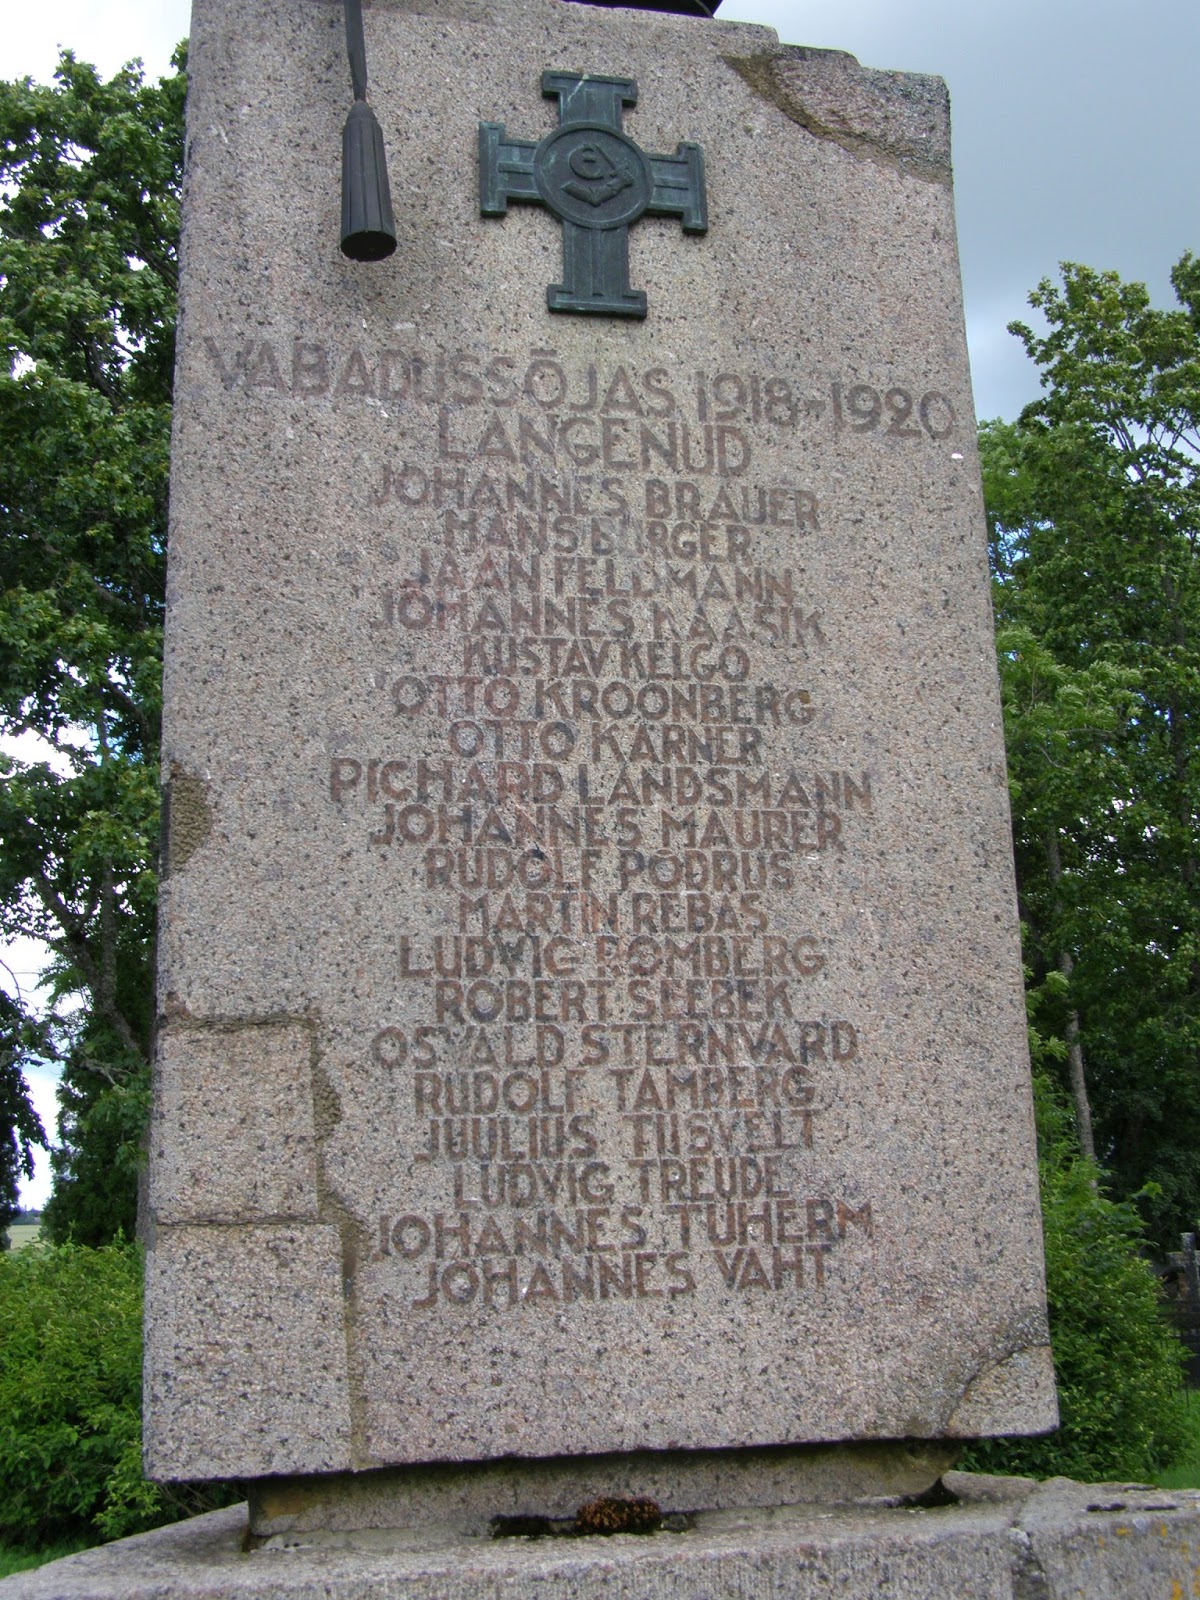 VABADUSSÕJAS 1918-1920
LANGENUD
JOHANNES BRAUER
HANS BÜRGER
JAAN FELDMANN
JOHANNES KAASIK
KUSTAV KELGO
OTTO KROONBERG
OTTO KÄRNER
RICHARD LANDSMANN
JOHANNES MAURER
RUDOLF PÕDRUS
MARTIN REBAS
LUDVIG ROMBERG
ROBERT SEEBEK
OSVALD STERNVARD
RUDOLF TAMBERG
JUULIUS TIISVELT
LUDVIG TREUDE
JOHANNES TUHERM
JOHANNES VAHT